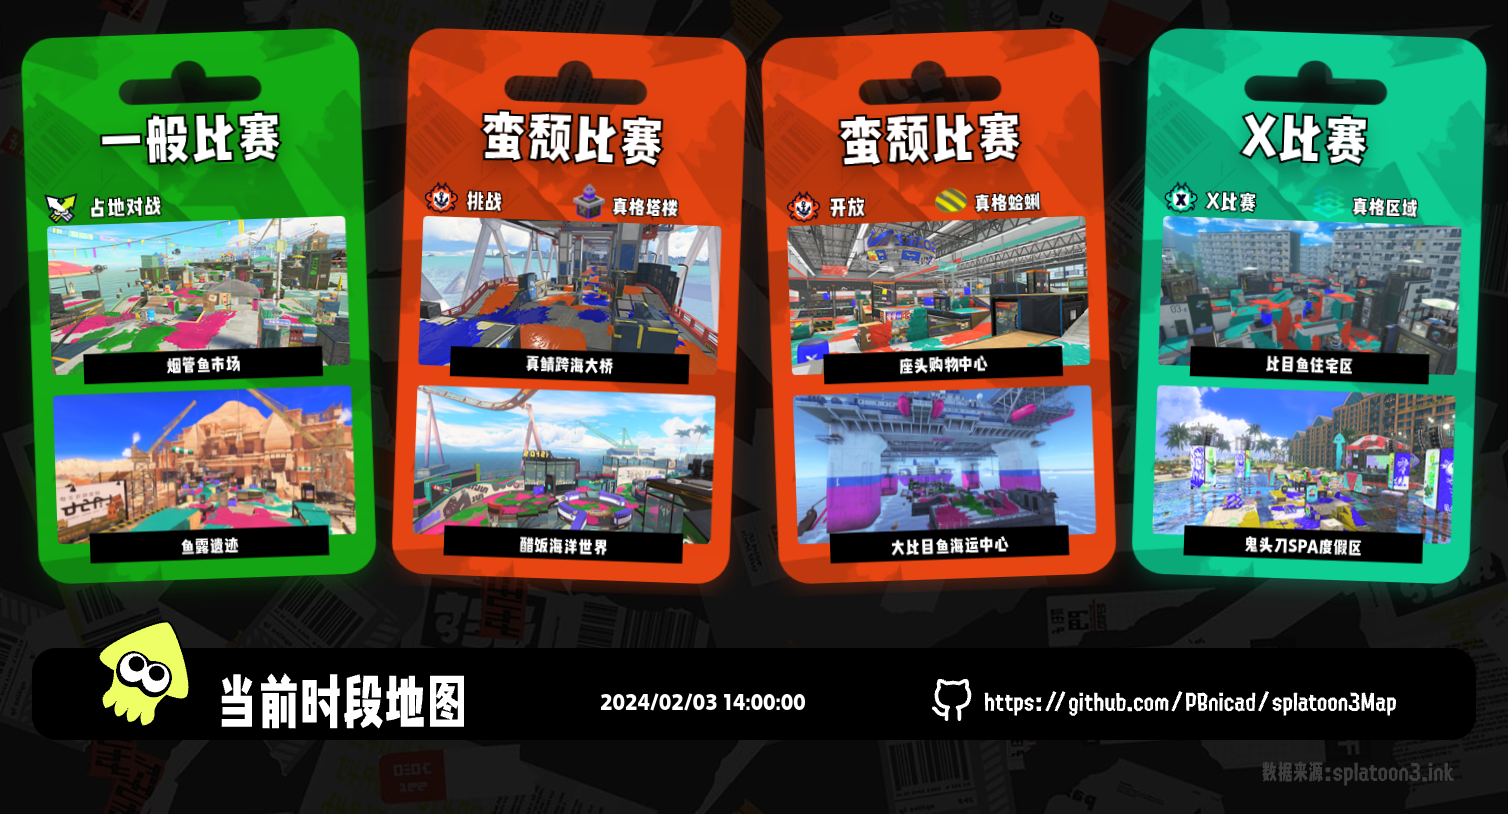 一般比赛
占地对战
烟管鱼市场
鱼露遗迹
蛮颓比赛
挑战
真格塔楼
真鲭跨海大桥
醋饭海洋世界
蛮颓比赛
开放
真格蛤蜊
座头购物中心
大比目鱼海运中心
X比赛
X比赛
真格区域
比目鱼住宅区
鬼头刀SPA度假区
当前时段地图
2024/02/03 14:00:00
https://github.com/PBnicad/splatoon3Map
数据来源:splatoon3.ink